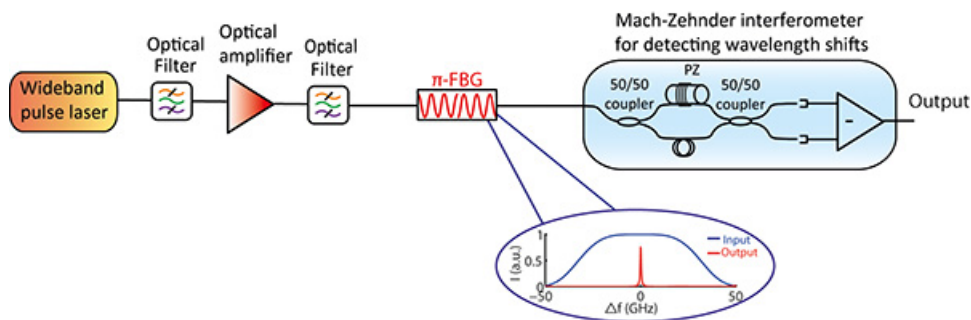 Wideband
pulse laser
Optical
Filter
Optical
amplifier
Optical
Filter
π-FBG
Mach-Zehnder interferometer
for detecting wavelength shifts
50/50
coupler
PZ
50/50
coupler
-
Output
I (a.u.)
1
0.5
0
-50
0
50
Δf (GHz)
Input
Output